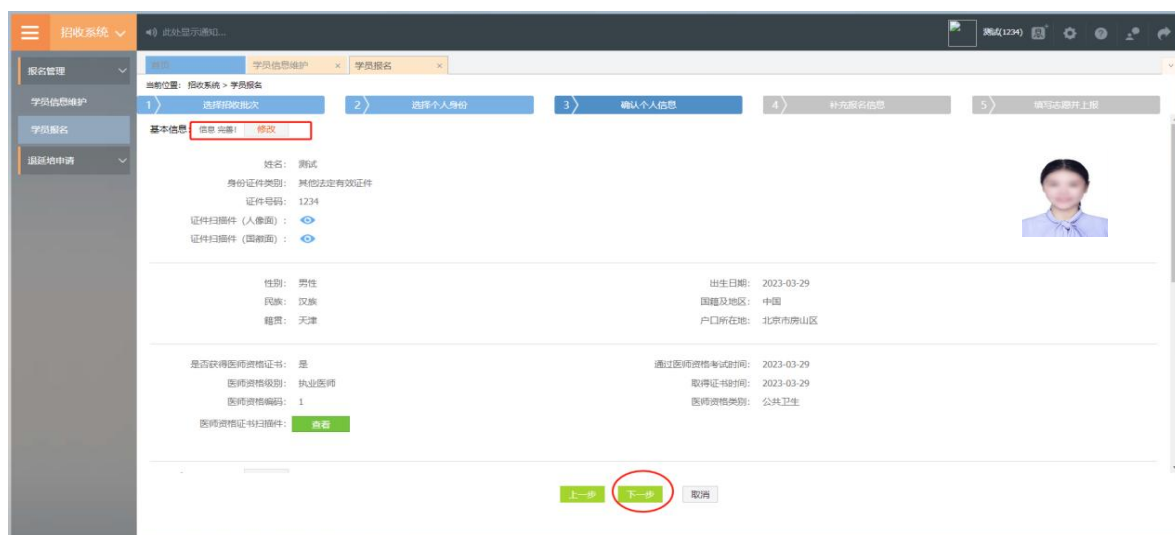 招收系统
此处显示通知...
测试(1234)
报名管理
学员信息维护
学员报名
退延培申请
首页
学员信息维护 ×
学员报名 ×
当前位置: 招收系统 > 学员报名
1 选择招收批次
2 选择个人身份
3 确认个人信息
4 补充报名信息
5 填写志愿并上报
基本信息: 信息 完善! 修改
姓名: 测试
身份证件类别: 其他法定有效证件
证件号码: 1234
证件扫描件 (人像面) :
证件扫描件 (国徽面) :
性别: 男性 出生日期: 2023-03-29
民族: 汉族 国籍及地区: 中国
籍贯: 天津 户口所在地: 北京市房山区
是否获得医师资格证书: 是 通过医师资格考试时间: 2023-03-29
医师资格级别: 执业医师 取得证书时间: 2023-03-29
医师资格编码: 1 医师资格类别: 公共卫生
医师资格证书扫描件: 查看
上一步 下一步 取消